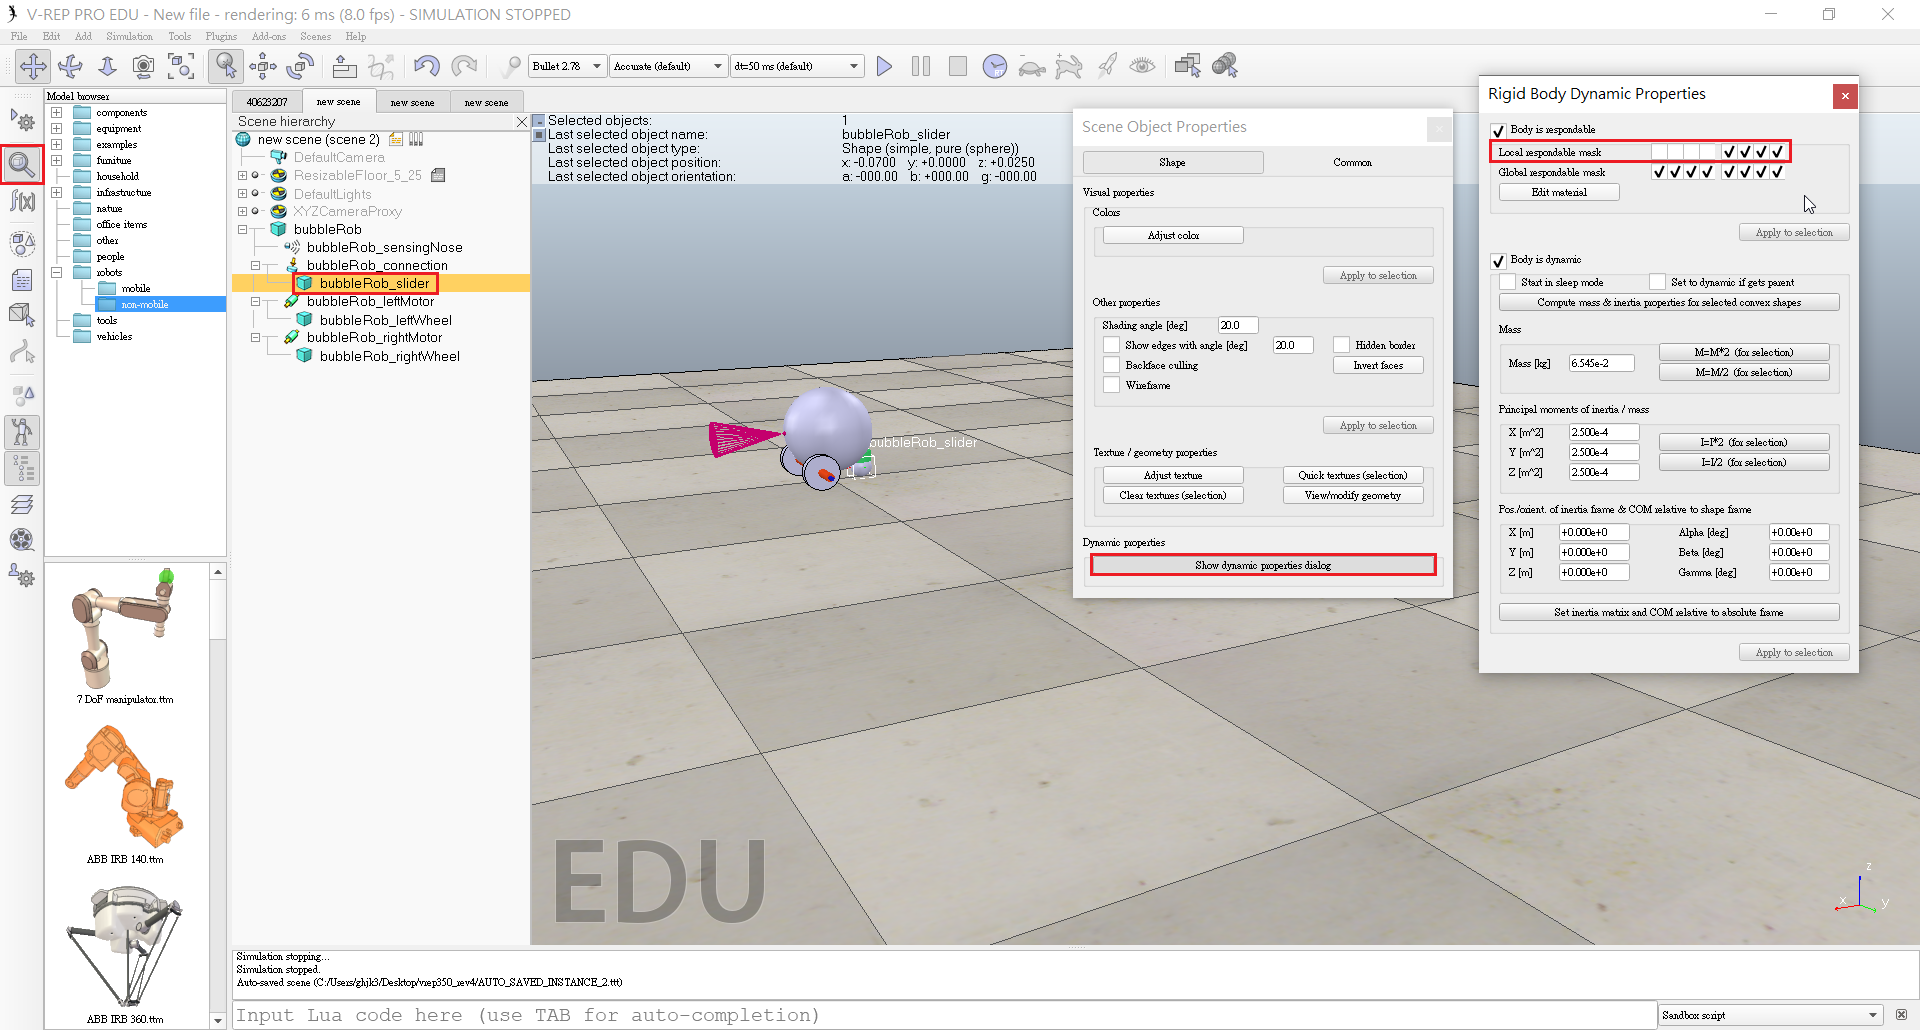 V-REP PRO EDU - New file - rendering: 6 ms (8.0 fps) - SIMULATION STOPPED
File Edit Add Simulation Tools Plugins Add-ons Scenes Help
Bullet 2.78 Accurate (default) dt=50 ms (default)
Model browser
components
equipment
examples
furniture
household
infrastructure
nature
office items
other
people
robots
mobile
non-mobile
tools
vehicles
7 DoF manipulator.ttm
ABB IRB 140.ttm
ABB IRB 360.ttm
40623207 new scene new scene new scene
Scene hierarchy
new scene (scene 2)
DefaultCamera
ResizableFloor_5_25
DefaultLights
XYZCameraProxy
bubbleRob
bubbleRob_sensingNose
bubbleRob_connection
bubbleRob_slider
bubbleRob_leftMotor
bubbleRob_leftWheel
bubbleRob_rightMotor
bubbleRob_rightWheel
Selected objects: 1
Last selected object name: bubbleRob_slider
Last selected object type: Shape (simple, pure (sphere))
Last selected object position: x: -0.0700 y: +0.0000 z: +0.0250
Last selected object orientation: a: -000.00 b: +000.00 g: -000.00
bubbleRob_slider
EDU
z
x
y
Scene Object Properties
Shape Common
Visual properties
Colors
Adjust color
Apply to selection
Other properties
Shading angle [deg] 20.0
Show edges with angle [deg] 20.0 Hidden border
Backface culling Invert faces
Wireframe
Apply to selection
Texture / geometry properties
Adjust texture Quick textures (selection)
Clear textures (selection) View/modify geometry
Dynamic properties
Show dynamic properties dialog
Rigid Body Dynamic Properties
Body is respondable
Local respondable mask
Global respondable mask
Edit material
Apply to selection
Body is dynamic
Start in sleep mode Set to dynamic if gets parent
Compute mass & inertia properties for selected convex shapes
Mass
Mass [kg] 6.545e-2 M=M*2 (for selection)
M=M/2 (for selection)
Principal moments of inertia / mass
X [m^2] 2.500e-4 I=I*2 (for selection)
Y [m^2] 2.500e-4 I=I/2 (for selection)
Z [m^2] 2.500e-4
Pos./orient. of inertia frame & COM relative to shape frame
X [m] +0.000e+0 Alpha [deg] +0.00e+0
Y [m] +0.000e+0 Beta [deg] +0.00e+0
Z [m] +0.000e+0 Gamma [deg] +0.00e+0
Set inertia matrix and COM relative to absolute frame
Apply to selection
Simulation stopping...
Simulation stopped.
Auto-saved scene (C:/Users/ghjk3/Desktop/vrep350_rev4/AUTO_SAVED_INSTANCE_2.ttt)
Input Lua code here (use TAB for auto-completion)
Sandbox script